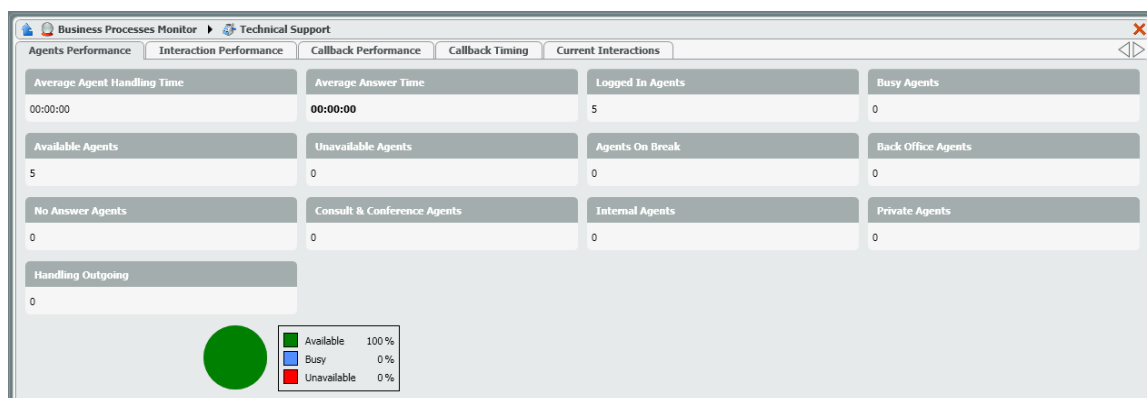 Business Processes Monitor Technical Support
Agents Performance Interaction Performance Callback Performance Callback Timing Current Interactions
Average Agent Handling Time Average Answer Time Logged In Agents Busy Agents
00:00:00 00:00:00 5 0
Available Agents Unavailable Agents Agents On Break Back Office Agents
5 0 0 0
No Answer Agents Consult & Conference Agents Internal Agents Private Agents
0 0 0 0
Handling Outgoing
0
Available 100 %
Busy 0 %
Unavailable 0 %